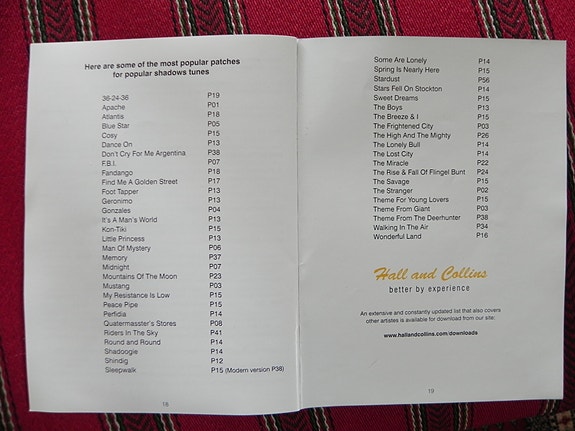 Here are some of the most popular patches
for popular shadows tunes
36-24-36 P19
Apache P01
Atlantis P18
Blue Star P05
Cosy P15
Dance On P13
Don't Cry For Me Argentina P38
F.B.I. P07
Fandango P18
Find Me A Golden Street P17
Foot Tapper P13
Geronimo P13
Gonzales P04
It's A Man's World P13
Kon-Tiki P15
Little Princess P13
Man Of Mystery P06
Memory P37
Midnight P07
Mountains Of The Moon P23
Mustang P03
My Resistance Is Low P15
Peace Pipe P15
Perfidia P14
Quatermasster's Stores P08
Riders In The Sky P41
Round and Round P14
Shadoogie P14
Shindig P12
Sleepwalk P15 (Modern version P38)
18
Some Are Lonely P14
Spring Is Nearly Here P15
Stardust P56
Stars Fell On Stockton P14
Sweet Dreams P15
The Boys P13
The Breeze & I P15
The Frightened City P03
The High And The Mighty P26
The Lonely Bull P14
The Lost City P14
The Miracle P22
The Rise & Fall Of Flingel Bunt P24
The Savage P15
The Stranger P02
Theme For Young Lovers P15
Theme From Giant P03
Theme From The Deerhunter P38
Walking In The Air P34
Wonderful Land P16
Hall and Collins
better by experience
An extensive and constantly updated list that also covers
other artistes is available for download from our site:
www.hallandcollins.com/downloads
19